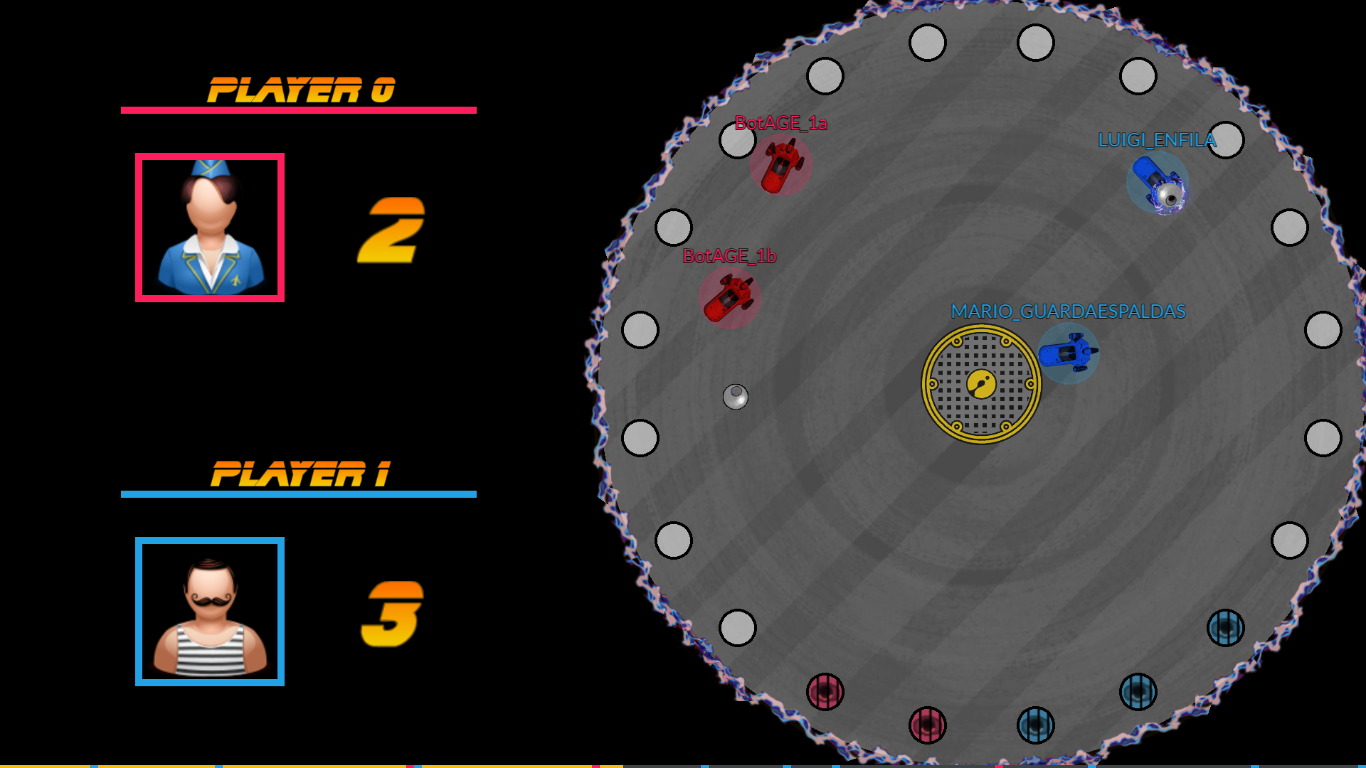 PLAYER 0
2
BotAGE_1a
LUIGI_ENFILA
BotAGE_1b
MARIO_GUARDAESPALDAS
PLAYER 1
3